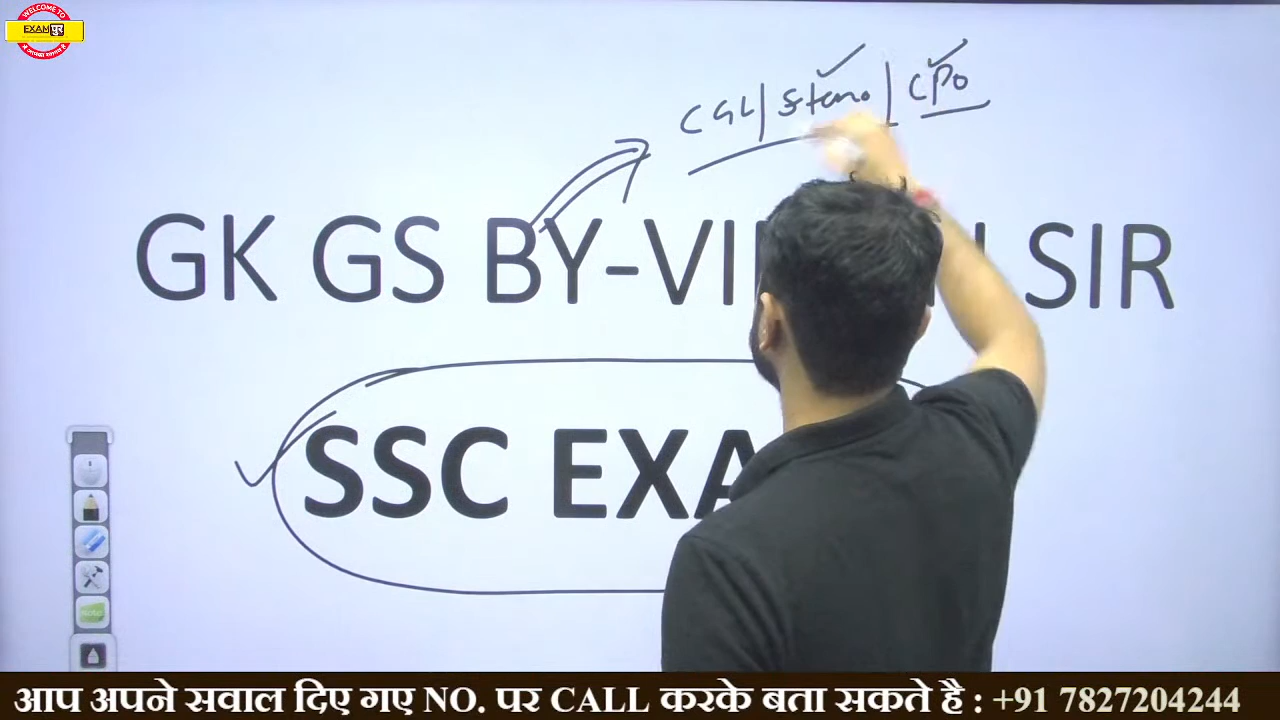 WELCOME TO
EXAM पुर
CGL | Steno | CPO
GK GS BY-VI SIR
SSC EXA
आप अपने सवाल दिए गए NO. पर CALL करके बता सकते है : +91 7827204244